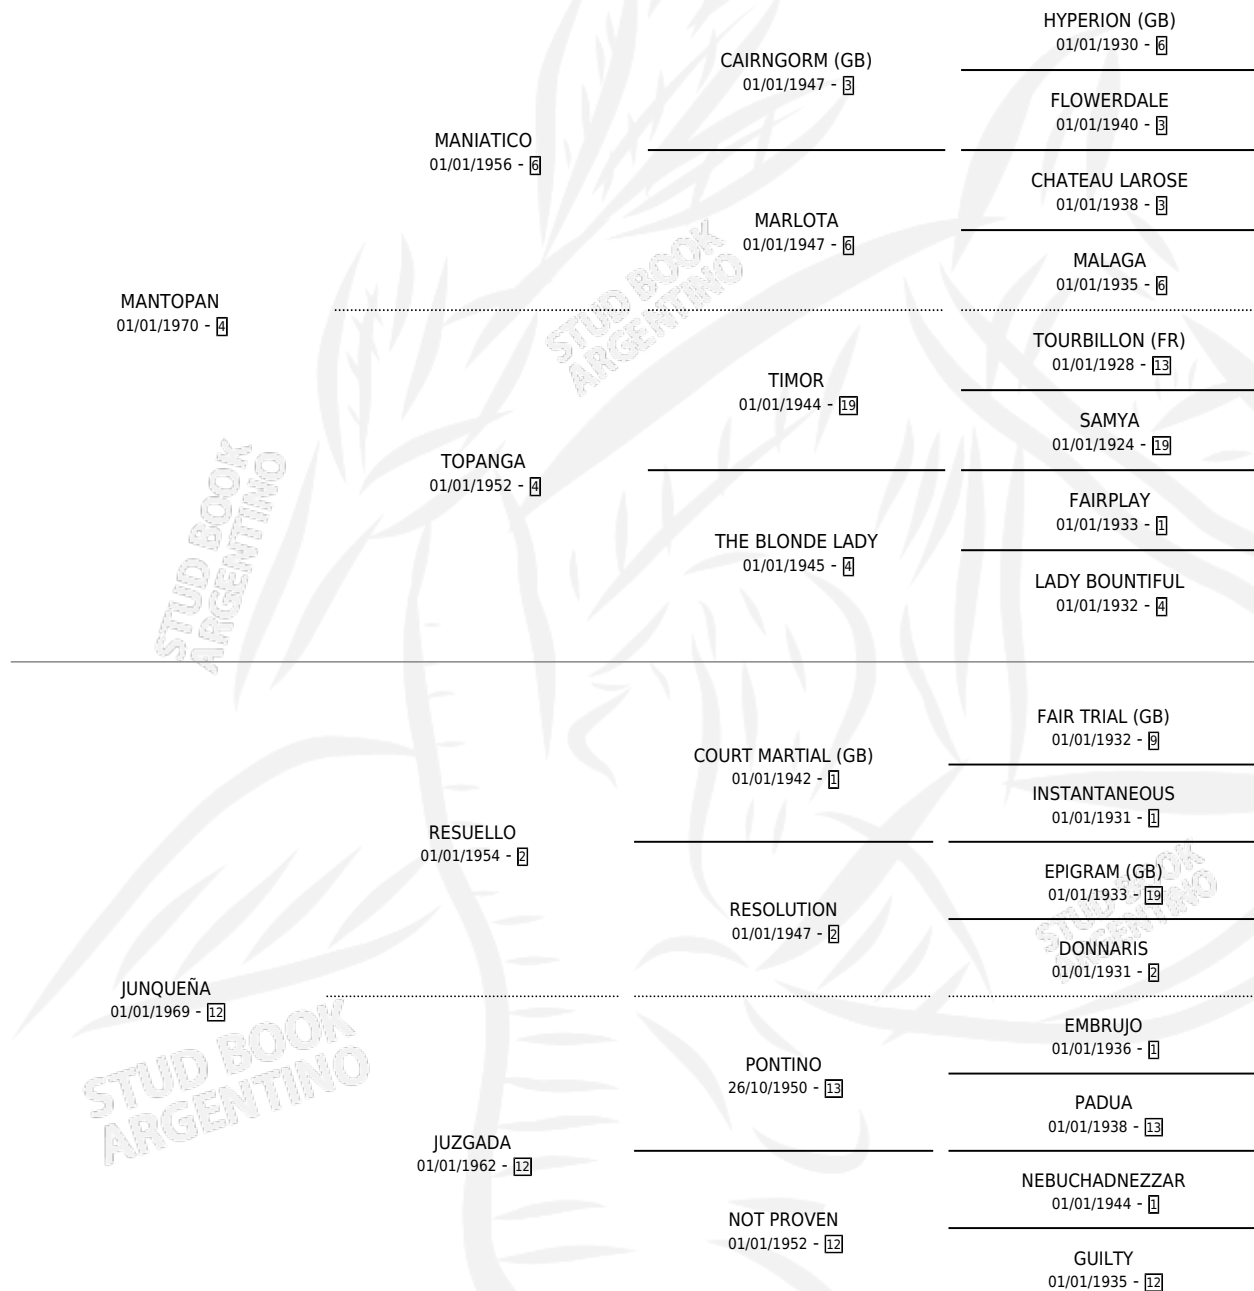 HYPERION (GB)
01/01/1930 - 6
CAIRNGORM (GB)
01/01/1947 - 3
FLOWERDALE
01/01/1940 - 3
MANIATICO
01/01/1956 - 6
CHATEAU LAROSE
01/01/1938 - 3
MARLOTA
01/01/1947 - 6
MALAGA
01/01/1935 - 6
MANTOPAN
01/01/1970 - 4
TOURBILLON (FR)
01/01/1928 - 13
TIMOR
01/01/1944 - 19
SAMYA
01/01/1924 - 19
TOPANGA
01/01/1952 - 4
FAIRPLAY
01/01/1933 - 1
THE BLONDE LADY
01/01/1945 - 4
LADY BOUNTIFUL
01/01/1932 - 4
STUD BOOK
ARGENTINO
STUD BOOK
ARGENTINO
FAIR TRIAL (GB)
01/01/1932 - 9
COURT MARTIAL (GB)
01/01/1942 - 1
INSTANTANEOUS
01/01/1931 - 1
RESUELLO
01/01/1954 - 2
EPIGRAM (GB)
01/01/1933 - 19
RESOLUTION
01/01/1947 - 2
DONNARIS
01/01/1931 - 2
JUNQUEÑA
01/01/1969 - 12
EMBRUJO
01/01/1936 - 1
PONTINO
26/10/1950 - 13
PADUA
01/01/1938 - 13
JUZGADA
01/01/1962 - 12
NEBUCHADNEZZAR
01/01/1944 - 1
NOT PROVEN
01/01/1952 - 12
GUILTY
01/01/1935 - 12
STUD BOOK
ARGENTINO
STUD BOOK
ARGENTINO